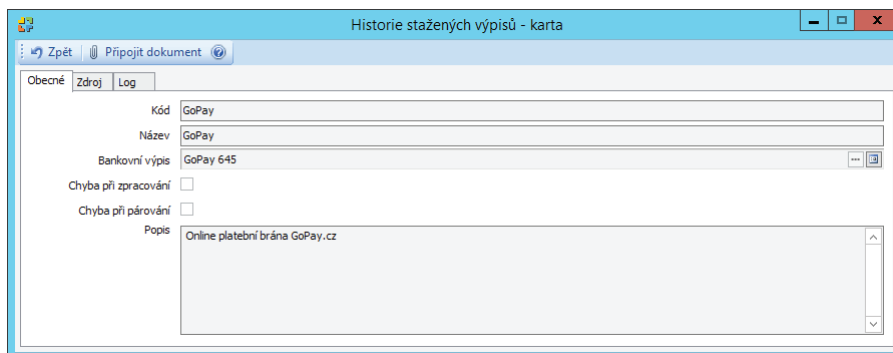 Historie stažených výpisů - karta
Zpět Připojit dokument
Obecné Zdroj Log
Kód GoPay
Název GoPay
Bankovní výpis GoPay 645
Chyba při zpracování
Chyba při párování
Popis Online platební brána GoPay.cz